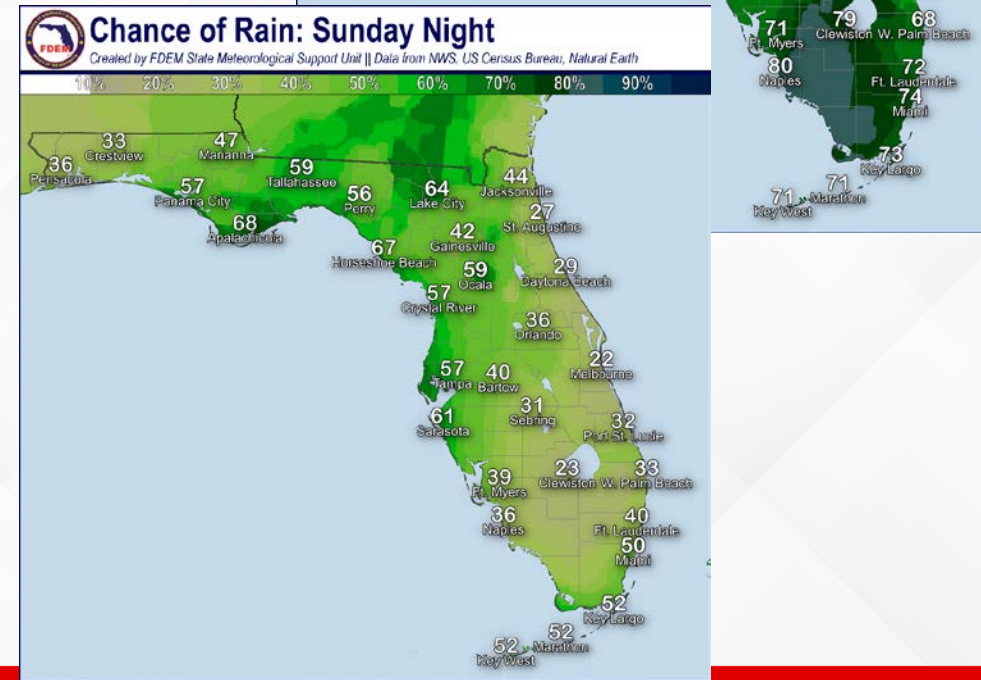 FDEM
Chance of Rain: Sunday Night
Created by FDEM State Meteorological Support Unit || Data from NWS, US Census Bureau, Natural Earth
10% 20% 30% 40% 50% 60% 70% 80% 90%
33
Crestview
47
Marianna
36
Pensacola
59
Tallahassee
57
Panama City
56
Perry
64
Lake City
44
Jacksonville
68
Apalachicola
27
St. Augustine
42
Gainesville
67
Horseshoe Beach
59
Ocala
29
Daytona Beach
57
Crystal River
36
Orlando
22
Melbourne
57
Tampa
40
Bartow
31
Sebring
61
Sarasota
32
Port St. Lucie
39
Ft. Myers
23
Clewiston
33
W. Palm Beach
36
Naples
40
Ft. Lauderdale
50
Miami
52
Key Largo
52
Marathon
52
Key West
71
Ft. Myers
79
Clewiston
68
W. Palm Beach
80
Naples
72
Ft. Lauderdale
74
Miami
73
Key Largo
71
Marathon
71
Key West